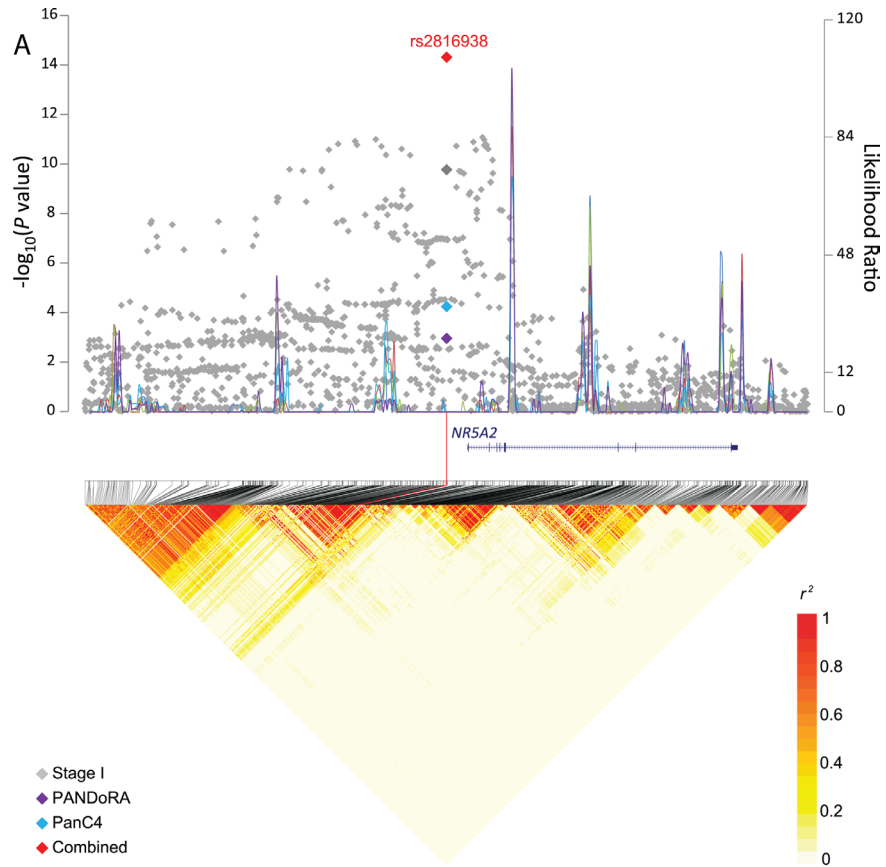 A
rs2816938
-log10(P value)
16
14
12
10
8
6
4
2
0
Likelihood Ratio
120
84
48
12
0
NR5A2
r²
1
0.8
0.6
0.4
0.2
0
Stage I
PANDoRA
PanC4
Combined